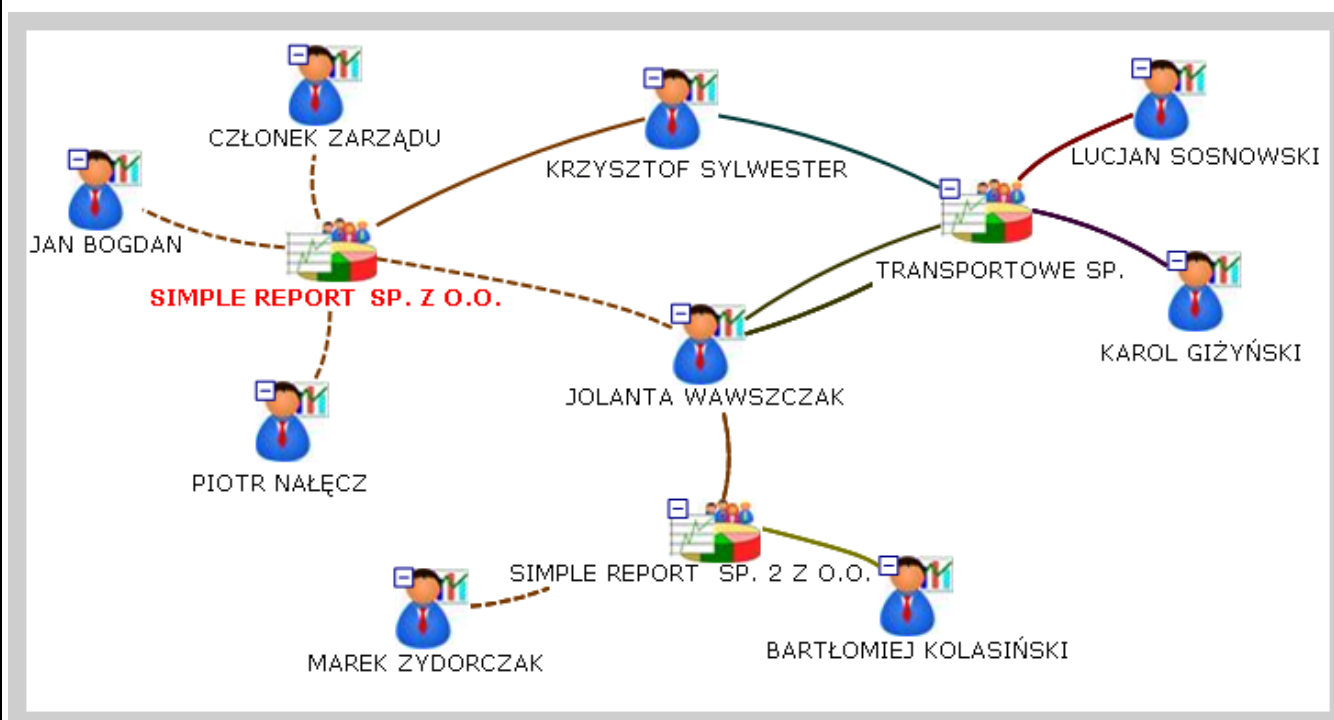 CZŁONEK ZARZĄDU
KRZYSZTOF SYLWESTER
LUCJAN SOSNOWSKI
JAN BOGDAN
SIMPLE REPORT SP. Z O.O.
TRANSPORTOWE SP.
KAROL GIŻYŃSKI
JOLANTA WAWSZCZAK
PIOTR NAŁĘCZ
SIMPLE REPORT SP. 2 Z O.O.
MAREK ZYDORCZAK
BARTŁOMIEJ KOLASIŃSKI